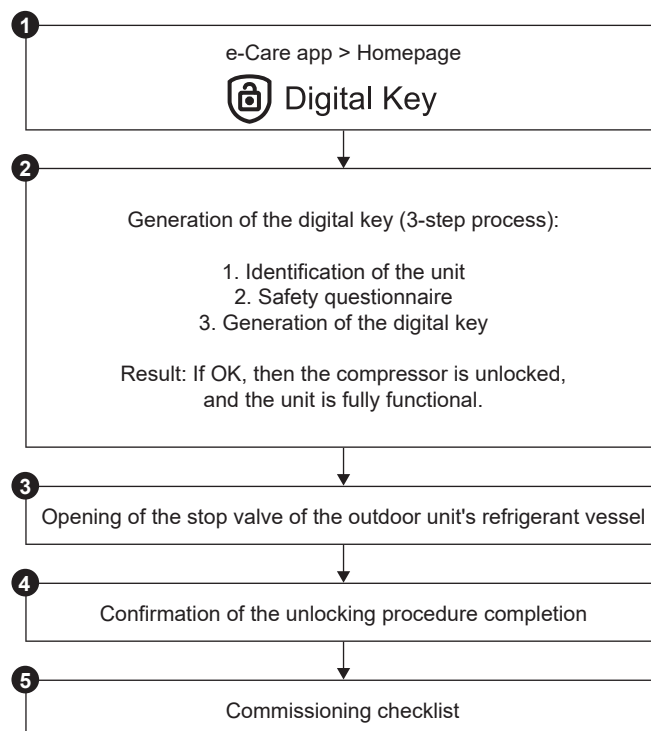 1
e-Care app > Homepage
Digital Key
2
Generation of the digital key (3-step process):
1. Identification of the unit
2. Safety questionnaire
3. Generation of the digital key
Result: If OK, then the compressor is unlocked,
and the unit is fully functional.
3
Opening of the stop valve of the outdoor unit's refrigerant vessel
4
Confirmation of the unlocking procedure completion
5
Commissioning checklist